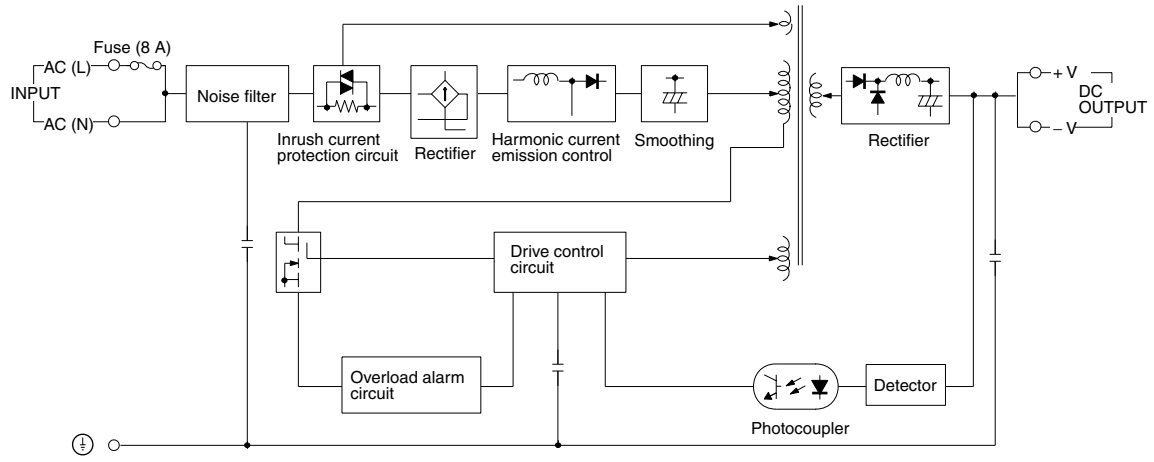 Fuse (8 A)
AC (L)
INPUT
AC (N)
Noise filter
Inrush current
protection circuit
Rectifier
Harmonic current
emission control
Smoothing
Rectifier
+ V
DC
OUTPUT
– V
Drive control
circuit
Overload alarm
circuit
Detector
Photocoupler